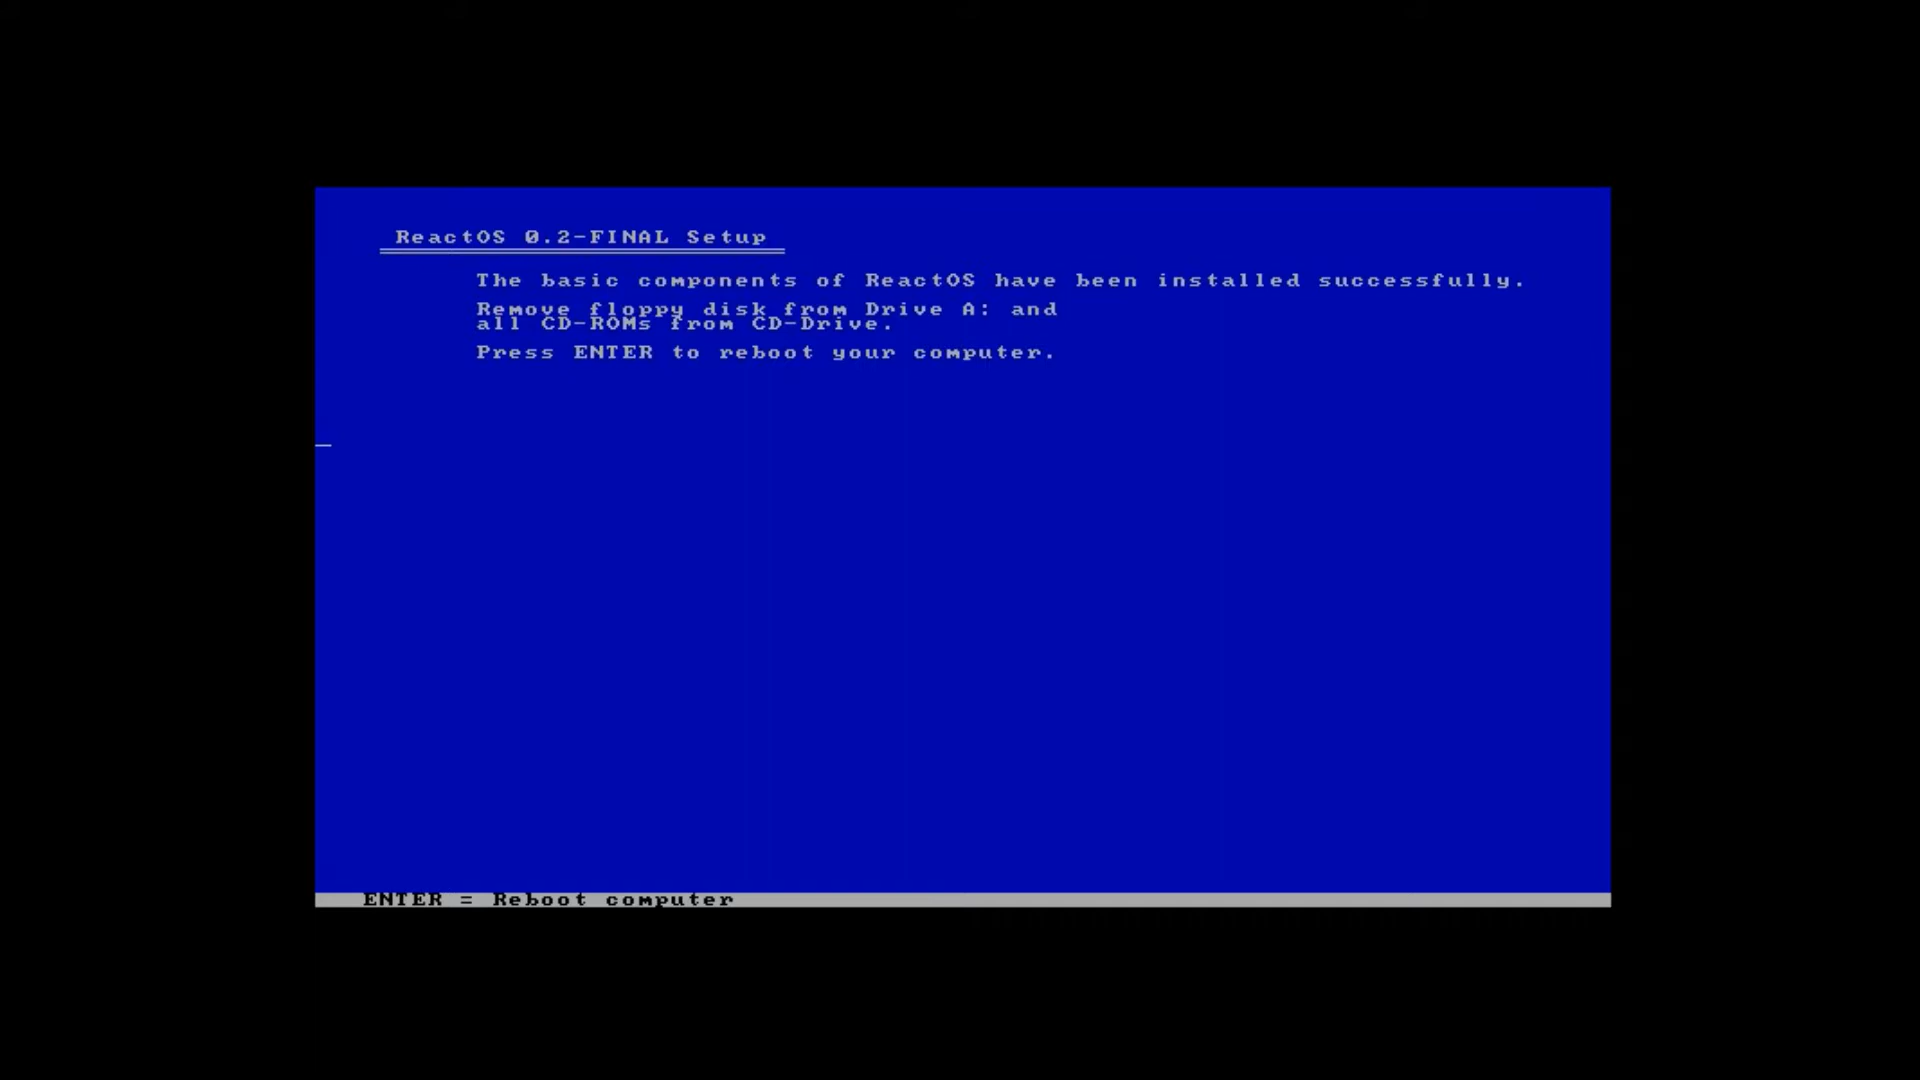 ReactOS 0.2-FINAL Setup
The basic components of ReactOS have been installed successfully.
Remove floppy disk from Drive A: and
all CD-ROMs from CD-Drive.
Press ENTER to reboot your computer.
ENTER = Reboot computer